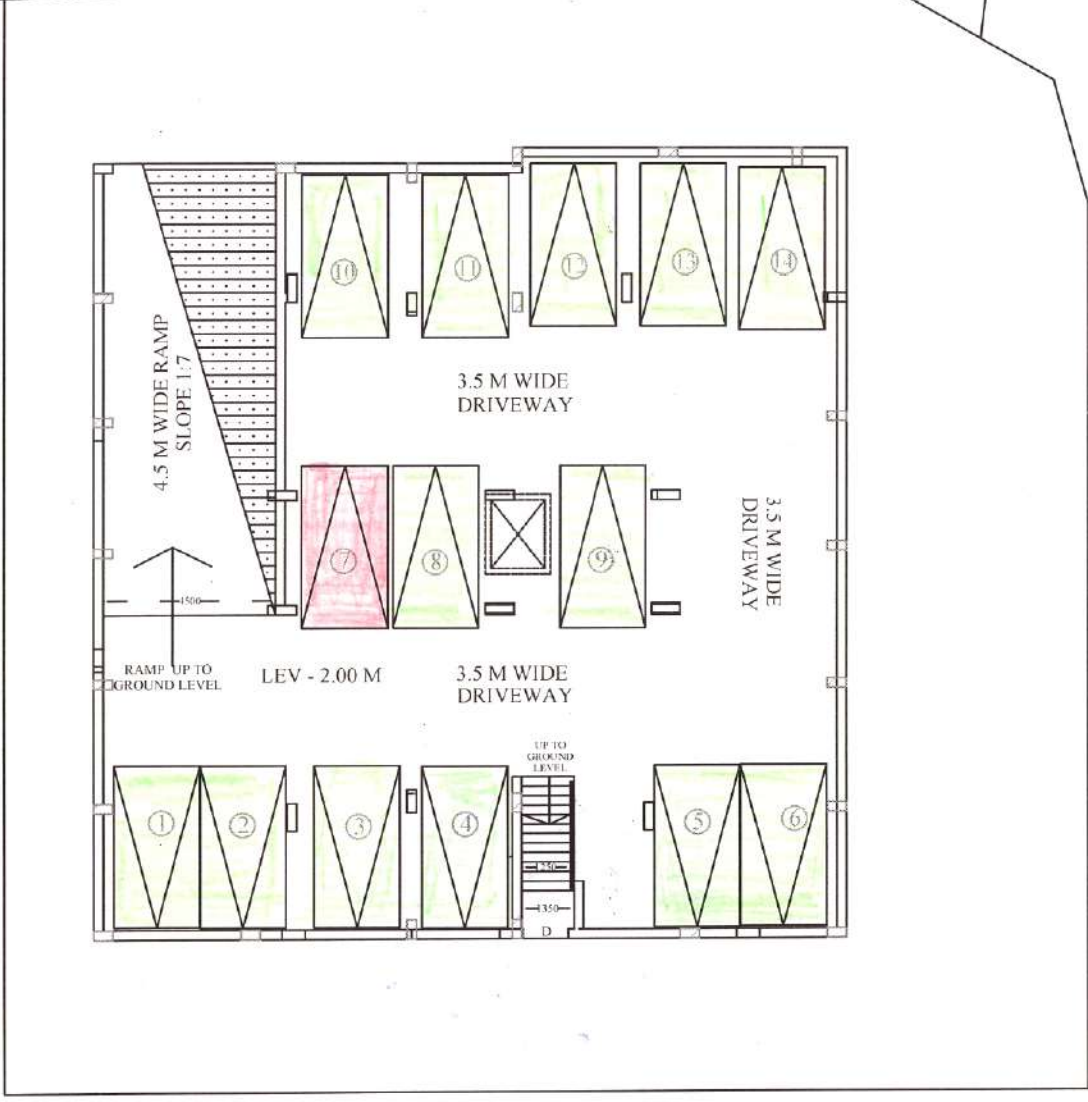 10
11
12
13
14
4.5 M WIDE RAMP
SLOPE 1:7
3.5 M WIDE
DRIVEWAY
7
8
9
3.5 M WIDE
DRIVEWAY
4500
RAMP UP TO
GROUND LEVEL
LEV - 2.00 M
3.5 M WIDE
DRIVEWAY
UP TO
GROUND
LEVEL
1
2
3
4
5
6
1250
1350
D